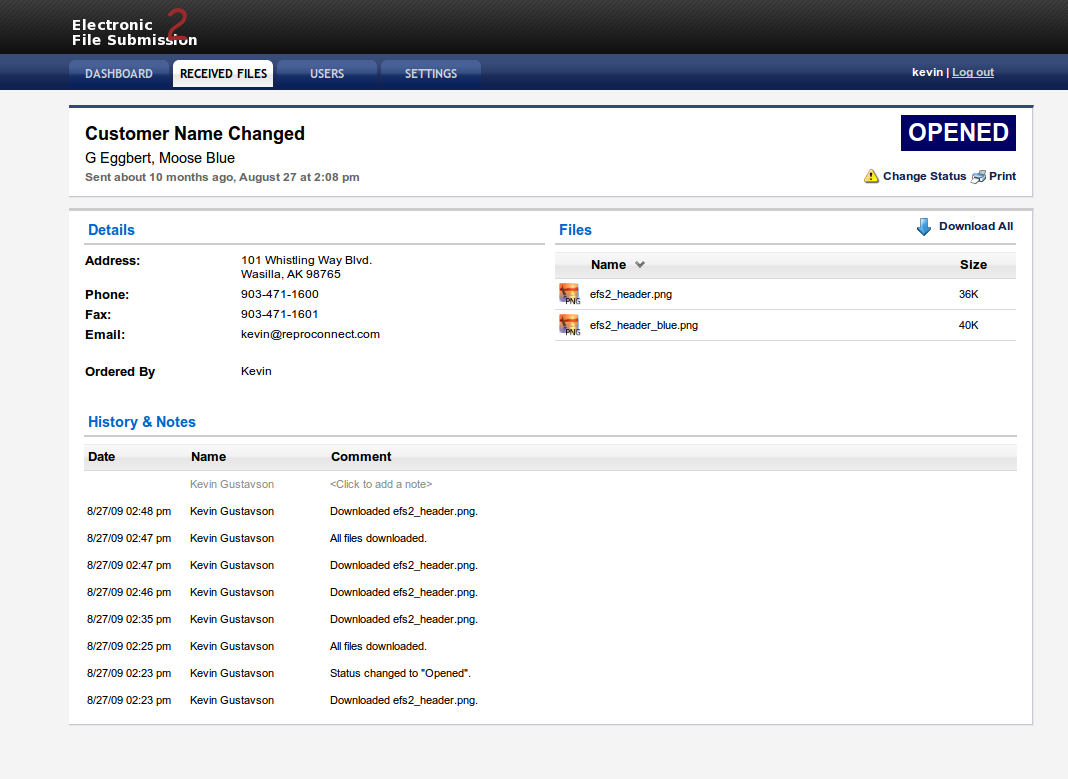 Electronic 2
File Submission
DASHBOARD RECEIVED FILES USERS SETTINGS kevin | Log out
Customer Name Changed
OPENED
G Eggbert, Moose Blue
Sent about 10 months ago, August 27 at 2:08 pm
Change Status Print
Details
Address: 101 Whistling Way Blvd.
Wasilla, AK 98765
Phone: 903-471-1600
Fax: 903-471-1601
Email: kevin@reproconnect.com
Ordered By Kevin
Files Download All
Name Size
PNG efs2_header.png 36K
PNG efs2_header_blue.png 40K
History & Notes
Date Name Comment
Kevin Gustavson <Click to add a note>
8/27/09 02:48 pm Kevin Gustavson Downloaded efs2_header.png.
8/27/09 02:47 pm Kevin Gustavson All files downloaded.
8/27/09 02:47 pm Kevin Gustavson Downloaded efs2_header.png.
8/27/09 02:46 pm Kevin Gustavson Downloaded efs2_header.png.
8/27/09 02:35 pm Kevin Gustavson Downloaded efs2_header.png.
8/27/09 02:25 pm Kevin Gustavson All files downloaded.
8/27/09 02:23 pm Kevin Gustavson Status changed to "Opened".
8/27/09 02:23 pm Kevin Gustavson Downloaded efs2_header.png.